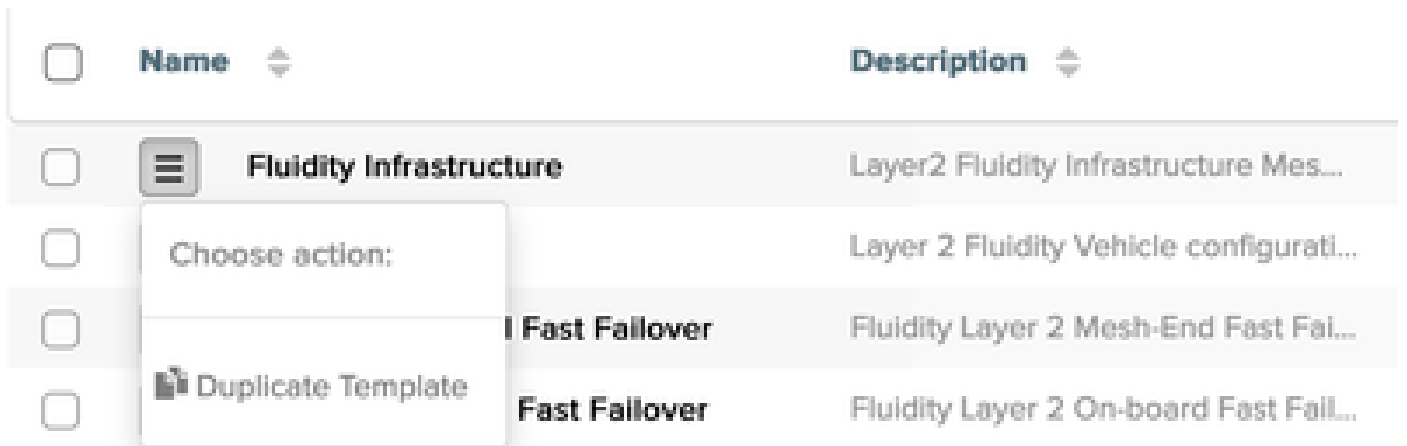 Name Description
Fluidity Infrastructure Layer2 Fluidity Infrastructure Mes...
Choose action:
Layer 2 Fluidity Vehicle configurati...
Fast Failover Fluidity Layer 2 Mesh-End Fast Fai...
Duplicate Template
Fast Failover Fluidity Layer 2 On-board Fast Fail...